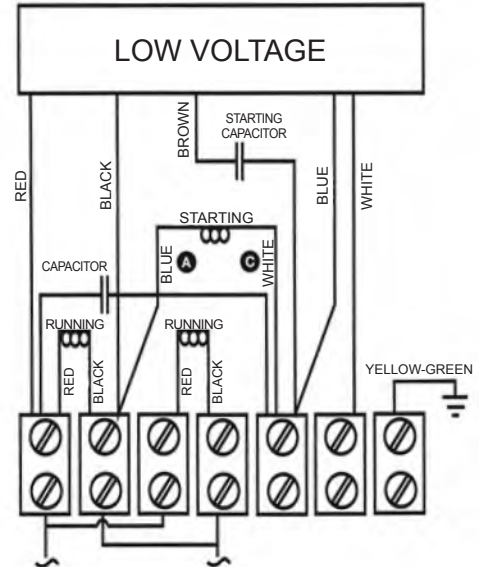 LOW VOLTAGE
RED
BLACK
BROWN
STARTING
CAPACITOR
BLUE
WHITE
STARTING
BLUE
A
C
WHITE
CAPACITOR
RUNNING
RUNNING
RED
BLACK
RED
BLACK
YELLOW-GREEN